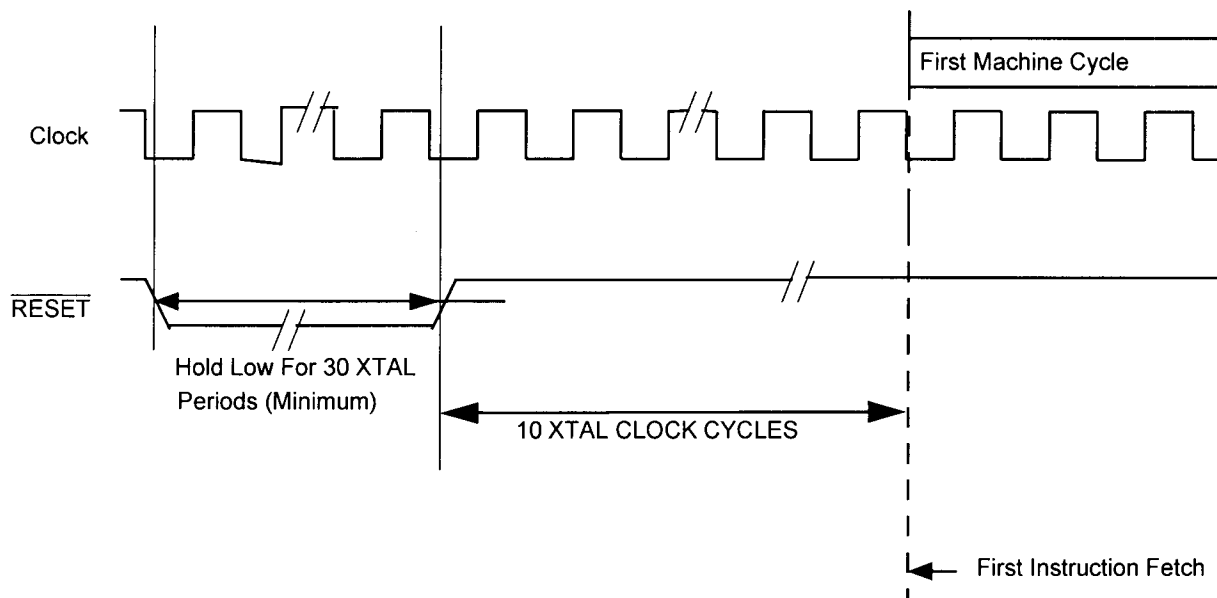 First Machine Cycle
Clock
RESET
Hold Low For 30 XTAL
Periods (Minimum)
10 XTAL CLOCK CYCLES
First Instruction Fetch